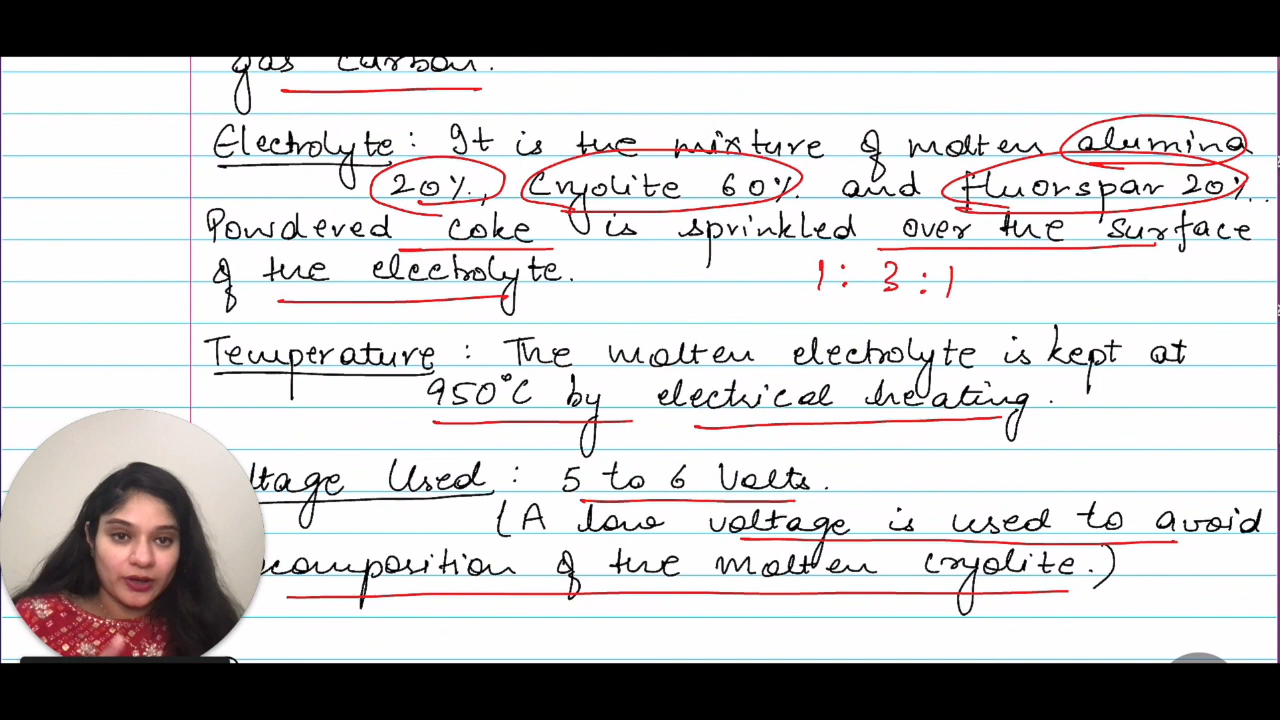 gas carbon.
Electrolyte: It is the mixture of molten alumina
20%, Cryolite 60% and fluorspar 20%.
Powdered coke is sprinkled over the surface
of the electrolyte.
1 : 3 : 1
Temperature : The molten electrolyte is kept at
950°C by electrical heating.
ltage Used : 5 to 6 Volts.
(A low voltage is used to avoid
composition of the molten cryolite.)